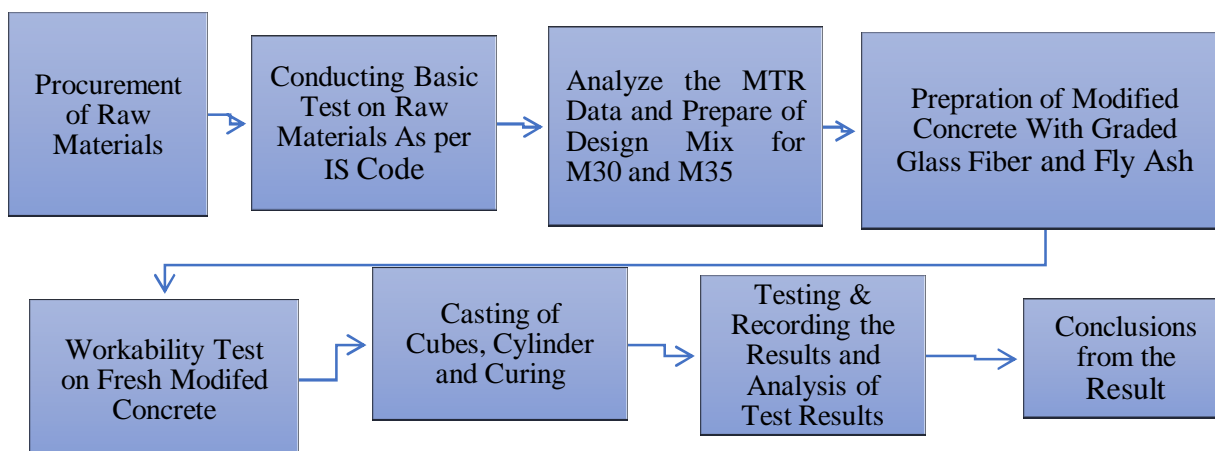 Procurement
of Raw
Materials
Conducting Basic
Test on Raw
Materials As per
IS Code
Analyze the MTR
Data and Prepare of
Design Mix for
M30 and M35
Prepration of Modified
Concrete With Graded
Glass Fiber and Fly Ash
Workability Test
on Fresh Modifed
Concrete
Casting of
Cubes, Cylinder
and Curing
Testing &
Recording the
Results and
Analysis of
Test Results
Conclusions
from the
Result